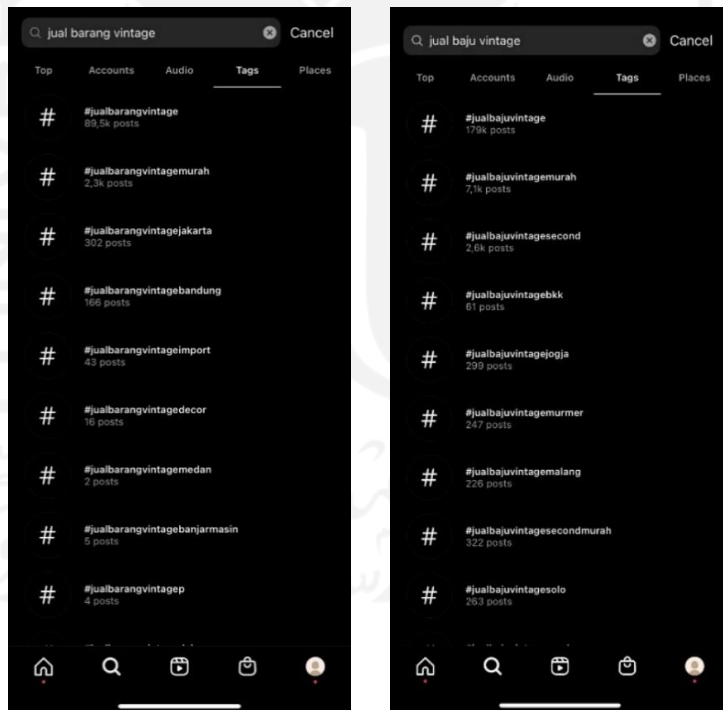 jual barang vintage
Cancel
Top Accounts Audio Tags Places
#jualbarangvintage
89,5k posts
#jualbarangvintagemurah
2,3k posts
#jualbarangvintagejakarta
302 posts
#jualbarangvintagebandung
166 posts
#jualbarangvintageimport
43 posts
#jualbarangvintagedecor
16 posts
#jualbarangvintagemedan
2 posts
#jualbarangvintagebanjarmasin
5 posts
#jualbarangvintagep
4 posts
jual baju vintage
Cancel
Top Accounts Audio Tags Places
#jualbajuvintage
179k posts
#jualbajuvintagemurah
7,1k posts
#jualbajuvintagesecond
2,6k posts
#jualbajuvintagebkk
61 posts
#jualbajuvintagejogja
299 posts
#jualbajuvintagemurmer
247 posts
#jualbajuvintagemalang
226 posts
#jualbajuvintagesecondmurah
322 posts
#jualbajuvintagesolo
263 posts